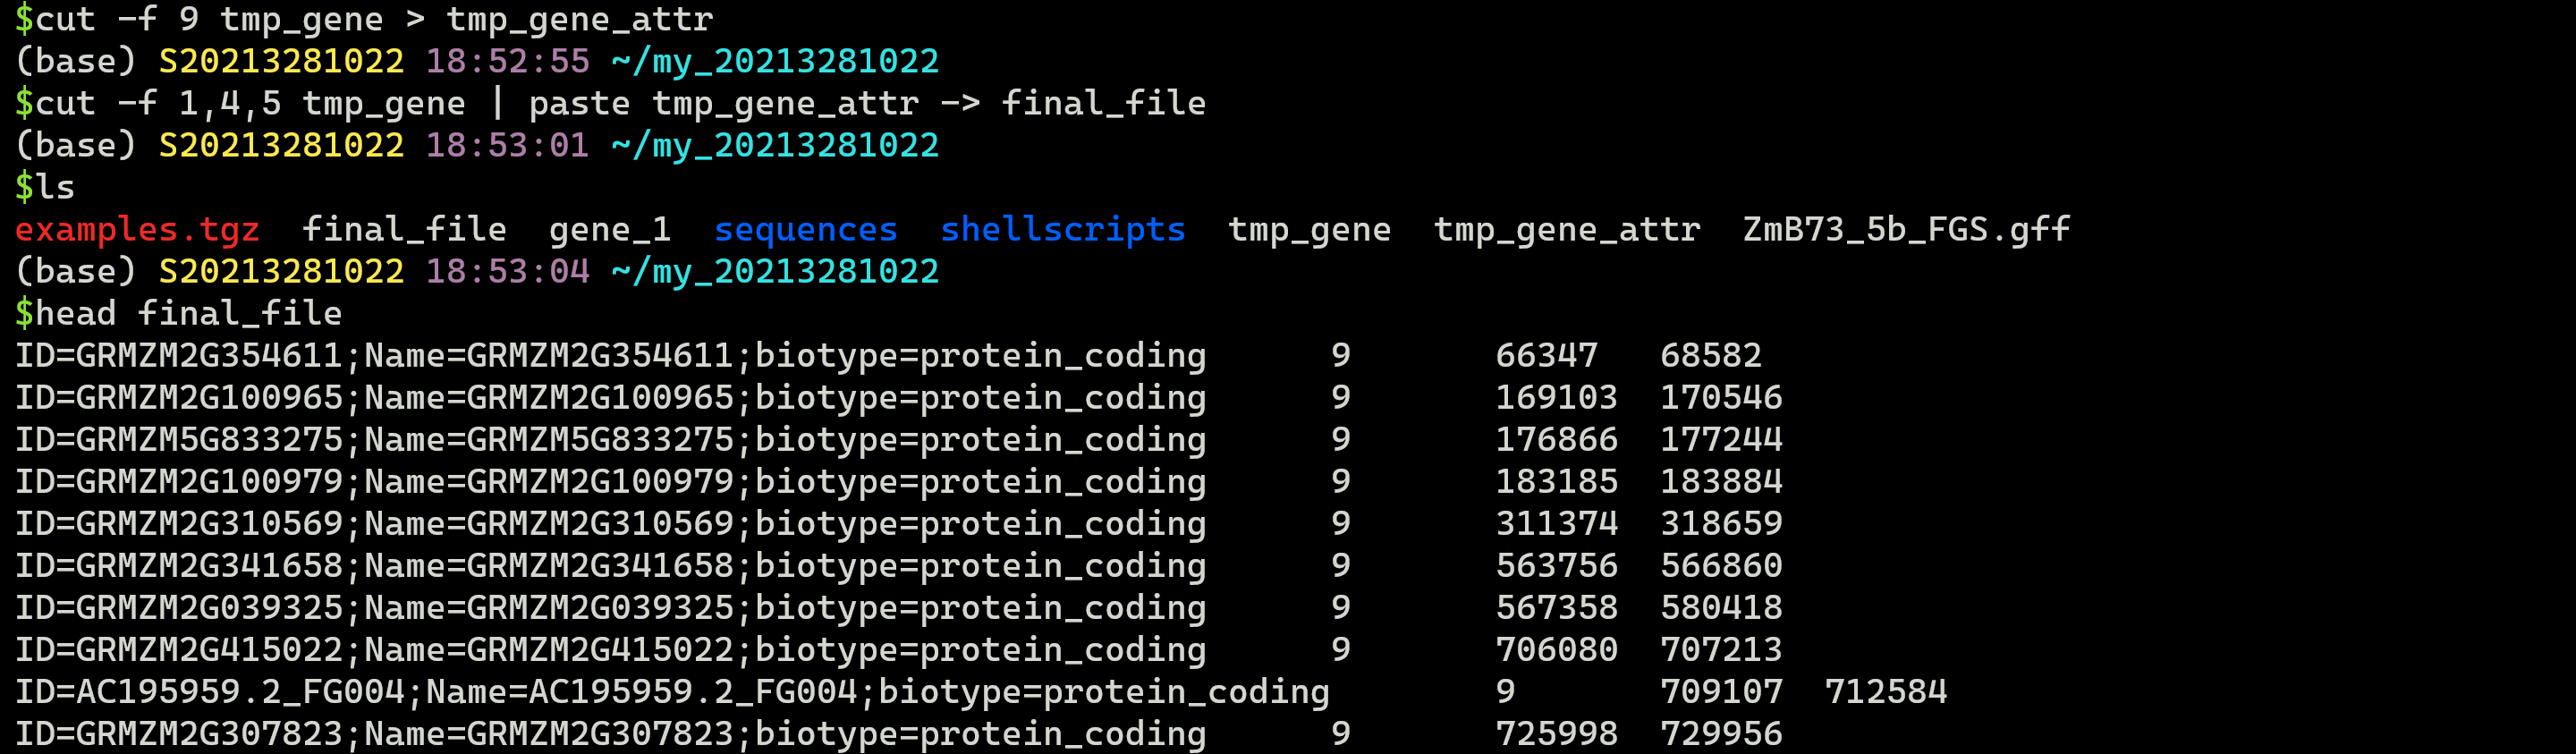 $cut -f 9 tmp_gene > tmp_gene_attr
(base) S20213281022 18:52:55 ~/my_20213281022
$cut -f 1,4,5 tmp_gene | paste tmp_gene_attr -> final_file
(base) S20213281022 18:53:01 ~/my_20213281022
$ls
examples.tgz  final_file  gene_1  sequences  shellscripts  tmp_gene  tmp_gene_attr  ZmB73_5b_FGS.gff
(base) S20213281022 18:53:04 ~/my_20213281022
$head final_file
ID=GRMZM2G354611;Name=GRMZM2G354611;biotype=protein_coding      9       66347   68582
ID=GRMZM2G100965;Name=GRMZM2G100965;biotype=protein_coding      9       169103  170546
ID=GRMZM5G833275;Name=GRMZM5G833275;biotype=protein_coding      9       176866  177244
ID=GRMZM2G100979;Name=GRMZM2G100979;biotype=protein_coding      9       183185  183884
ID=GRMZM2G310569;Name=GRMZM2G310569;biotype=protein_coding      9       311374  318659
ID=GRMZM2G341658;Name=GRMZM2G341658;biotype=protein_coding      9       563756  566860
ID=GRMZM2G039325;Name=GRMZM2G039325;biotype=protein_coding      9       567358  580418
ID=GRMZM2G415022;Name=GRMZM2G415022;biotype=protein_coding      9       706080  707213
ID=AC195959.2_FG004;Name=AC195959.2_FG004;biotype=protein_coding        9       709107  712584
ID=GRMZM2G307823;Name=GRMZM2G307823;biotype=protein_coding      9       725998  729956